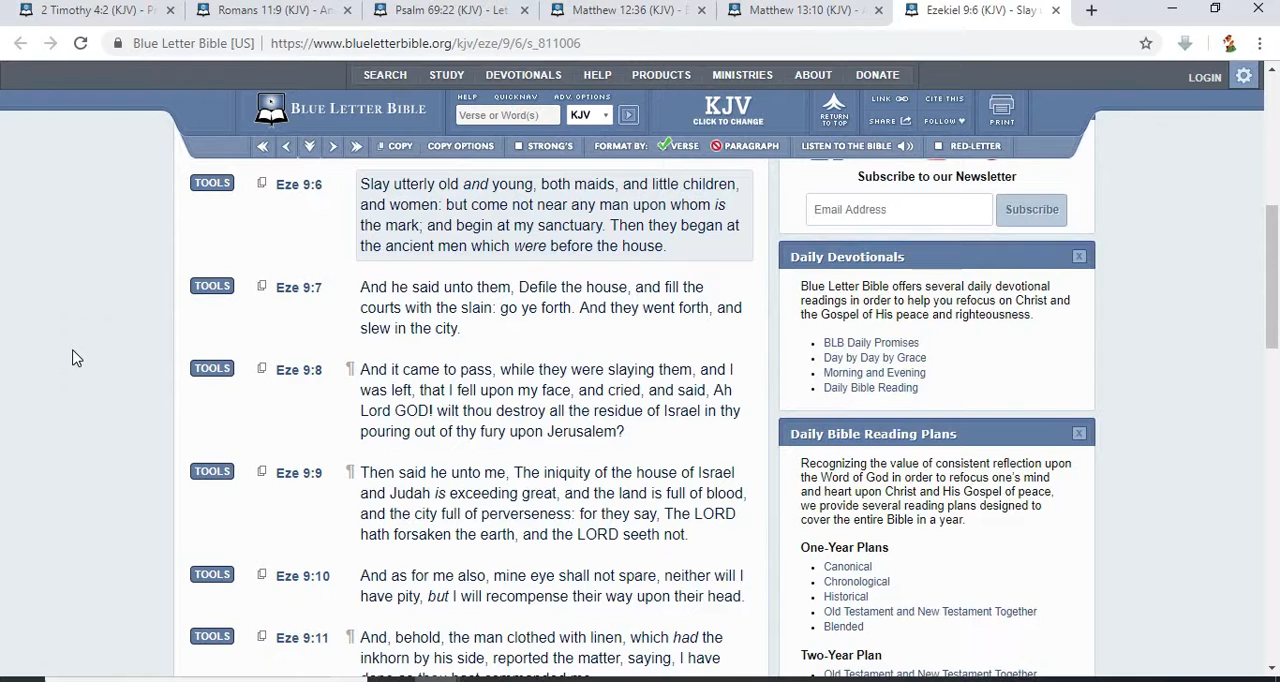 2 Timothy 4:2 (KJV) - P
Romans 11:9 (KJV) - An
Psalm 69:22 (KJV) - Let
Matthew 12:36 (KJV) - B
Matthew 13:10 (KJV) - A
Ezekiel 9:6 (KJV) - Slay u
Blue Letter Bible [US]
https://www.blueletterbible.org/kjv/eze/9/6/s_811006
SEARCH STUDY DEVOTIONALS HELP PRODUCTS MINISTRIES ABOUT DONATE
LOGIN
BLUE LETTER BIBLE
HELP QUICKNAV ADV. OPTIONS
Verse or Word(s) KJV
KJV
CLICK TO CHANGE
RETURN
TO TOP
LINK CITE THIS
SHARE FOLLOW
PRINT
COPY COPY OPTIONS STRONG'S FORMAT BY: VERSE PARAGRAPH LISTEN TO THE BIBLE RED-LETTER
TOOLS Eze 9:6 Slay utterly old and young, both maids, and little children,
and women: but come not near any man upon whom is
the mark; and begin at my sanctuary. Then they began at
the ancient men which were before the house.
TOOLS Eze 9:7 And he said unto them, Defile the house, and fill the
courts with the slain: go ye forth. And they went forth, and
slew in the city.
TOOLS Eze 9:8 ¶ And it came to pass, while they were slaying them, and I
was left, that I fell upon my face, and cried, and said, Ah
Lord GOD! wilt thou destroy all the residue of Israel in thy
pouring out of thy fury upon Jerusalem?
TOOLS Eze 9:9 ¶ Then said he unto me, The iniquity of the house of Israel
and Judah is exceeding great, and the land is full of blood,
and the city full of perverseness: for they say, The LORD
hath forsaken the earth, and the LORD seeth not.
TOOLS Eze 9:10 And as for me also, mine eye shall not spare, neither will I
have pity, but I will recompense their way upon their head.
TOOLS Eze 9:11 ¶ And, behold, the man clothed with linen, which had the
inkhorn by his side, reported the matter, saying, I have
done as thou hast commanded me.
Subscribe to our Newsletter
Email Address Subscribe
Daily Devotionals X
Blue Letter Bible offers several daily devotional
readings in order to help you refocus on Christ and
the Gospel of His peace and righteousness.
BLB Daily Promises
Day by Day by Grace
Morning and Evening
Daily Bible Reading
Daily Bible Reading Plans X
Recognizing the value of consistent reflection upon
the Word of God in order to refocus one's mind
and heart upon Christ and His Gospel of peace,
we provide several reading plans designed to
cover the entire Bible in a year.
One-Year Plans
Canonical
Chronological
Historical
Old Testament and New Testament Together
Blended
Two-Year Plan
Old Testament and New Testament Together